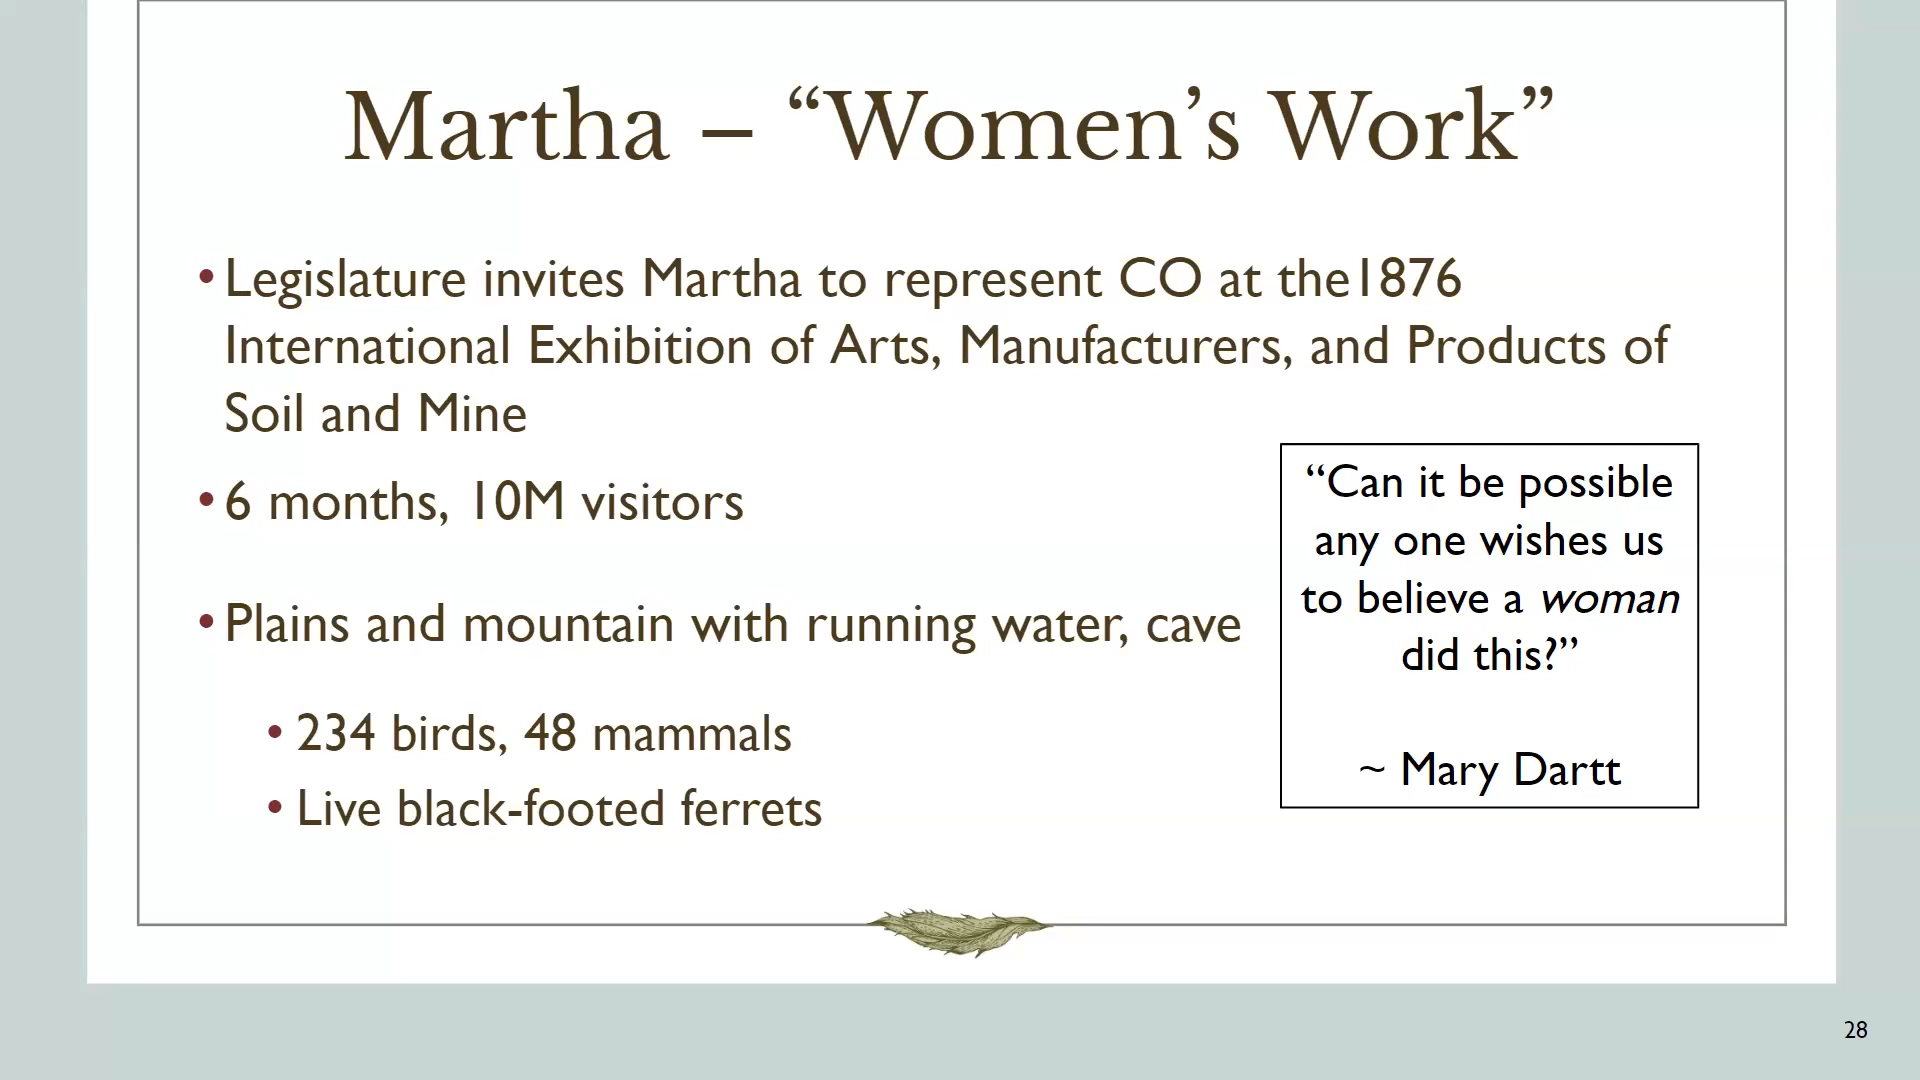 Martha – “Women’s Work”
•Legislature invites Martha to represent CO at the1876
International Exhibition of Arts, Manufacturers, and Products of
Soil and Mine
•6 months, 10M visitors
•Plains and mountain with running water, cave
•234 birds, 48 mammals
•Live black-footed ferrets
“Can it be possible
any one wishes us
to believe a woman
did this?”
~ Mary Dartt
28